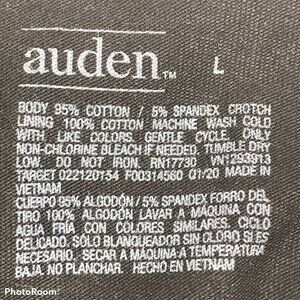 auden™ L
BODY 95% COTTON / 5% SPANDEX CROTCH
LINING 100% COTTON MACHINE WASH COLD
WITH LIKE COLORS. GENTLE CYCLE. ONLY
NON-CHLORINE BLEACH IF NEEDED. TUMBLE DRY
LOW. DO NOT IRON. RN17730 VN1293913
TARGET 022120154 F00314560 Q1/20 MADE IN
VIETNAM
CUERPO 95% ALGODÓN / 5% SPANDEX FORRO DEL
TIRO 100% ALGODÓN LAVAR A MÁQUINA CON
AGUA FRÍA CON COLORES SIMILARES. CICLO
DELICADO. SÓLO BLANQUEADOR SIN CLORO SI ES
NECESARIO. SECAR A MÁQUINA A TEMPERATURA
BAJA. NO PLANCHAR. HECHO EN VIETNAM
PhotoRoom